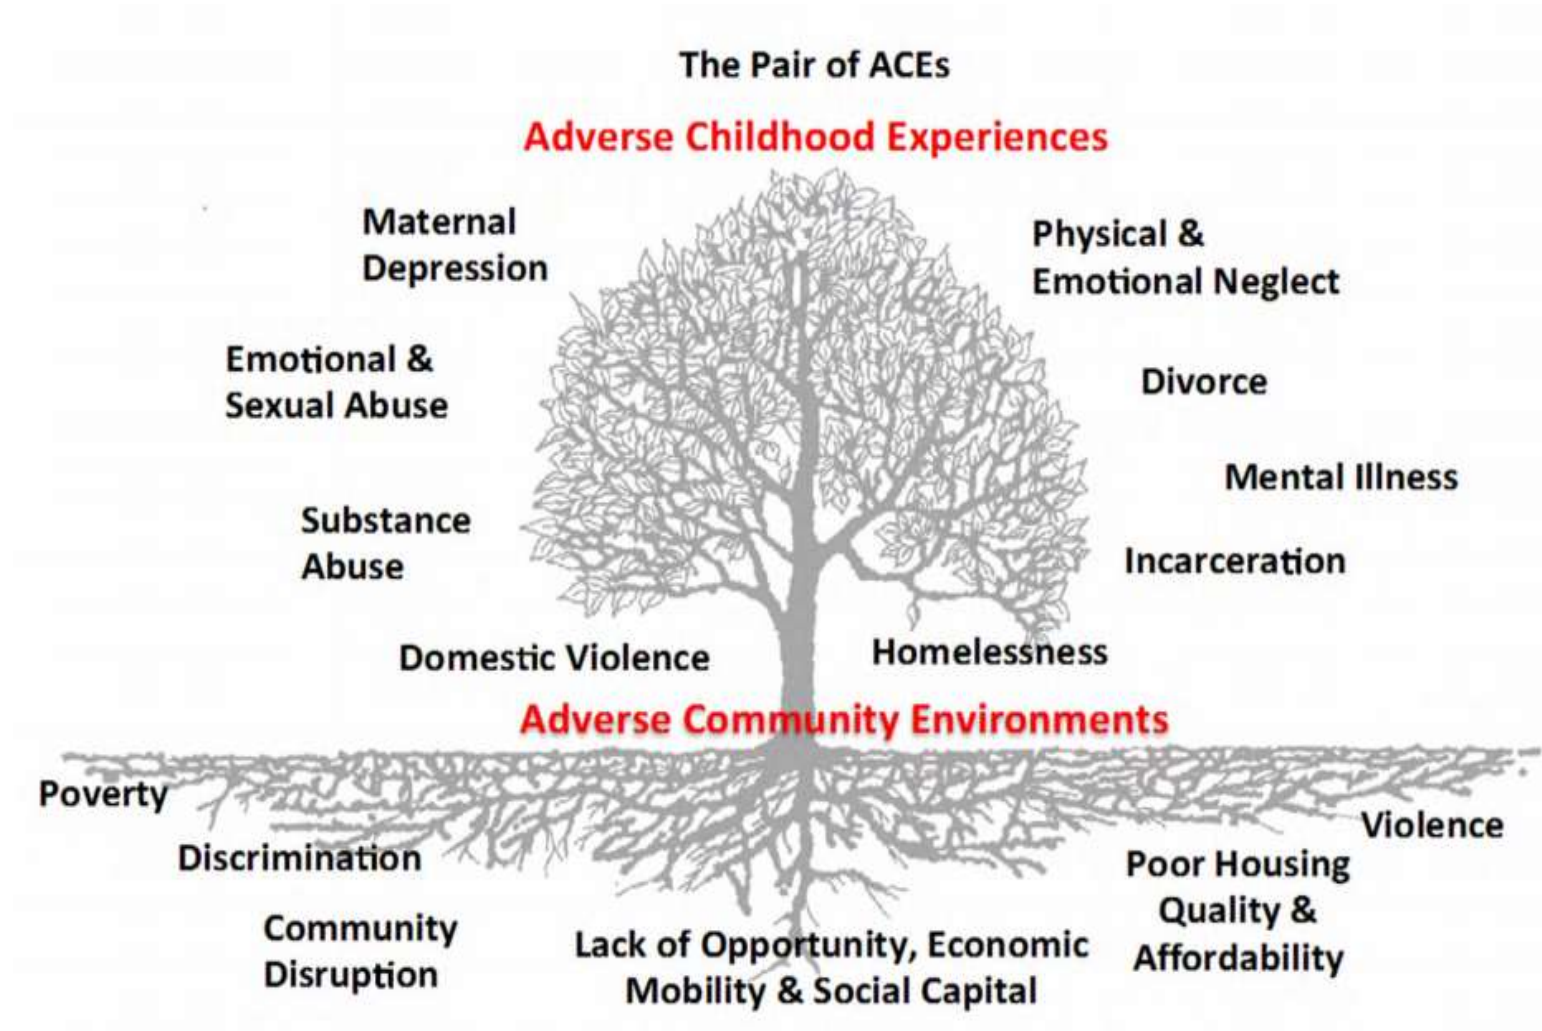 The Pair of ACEs
Adverse Childhood Experiences
Maternal
Depression
Physical &
Emotional Neglect
Emotional &
Sexual Abuse
Divorce
Mental Illness
Substance
Abuse
Incarceration
Domestic Violence
Homelessness
Adverse Community Environments
Poverty
Violence
Discrimination
Poor Housing
Quality &
Affordability
Community
Disruption
Lack of Opportunity, Economic
Mobility & Social Capital